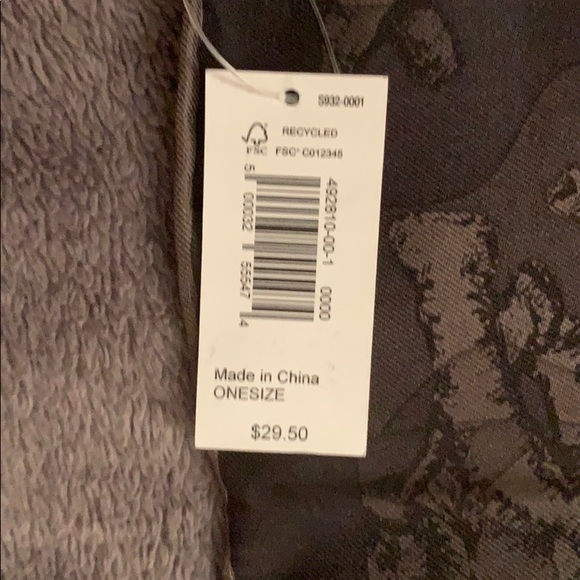 S932-0001
RECYCLED
FSC FSC® C012345
492810-00-1 0000
5 00032 55547 4
Made in China
ONESIZE
$29.50